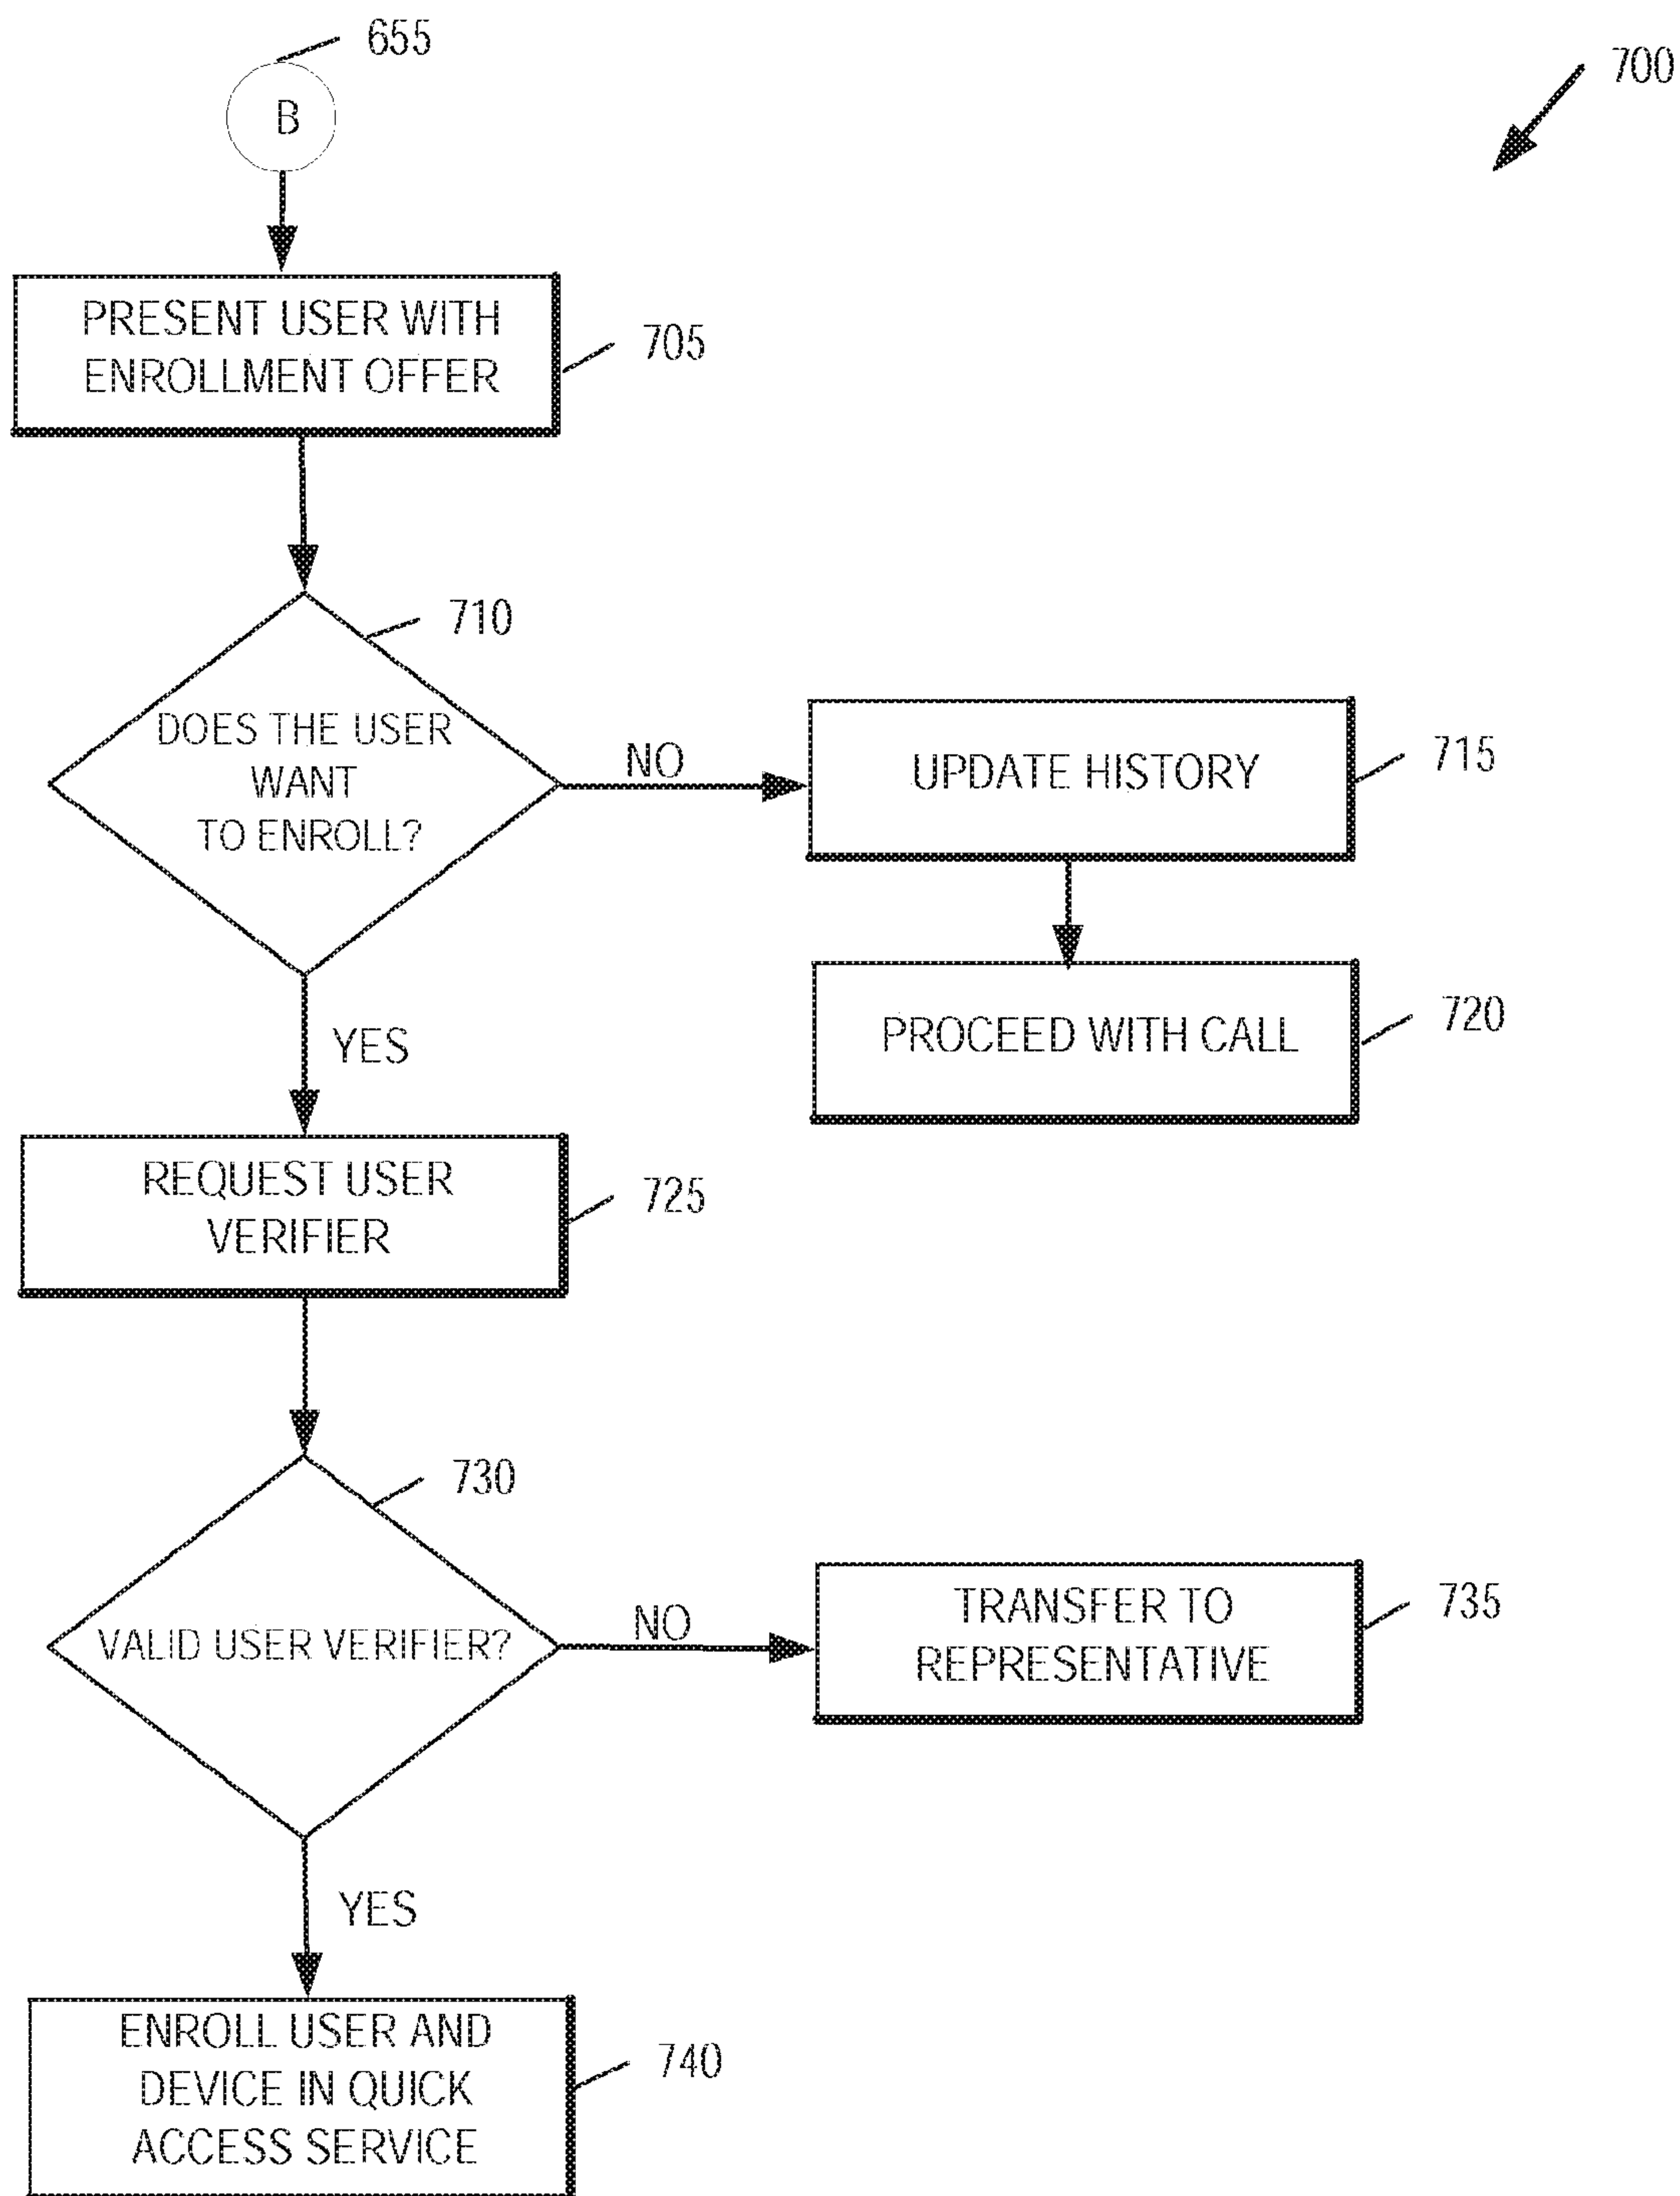 655
B
700
PRESENT USER WITH
ENROLLMENT OFFER
705
710
DOES THE USER
WANT
TO ENROLL?
NO
UPDATE HISTORY
715
PROCEED WITH CALL
720
YES
REQUEST USER
VERIFIER
725
730
VALID USER VERIFIER?
NO
TRANSFER TO
REPRESENTATIVE
735
YES
ENROLL USER AND
DEVICE IN QUICK
ACCESS SERVICE
740